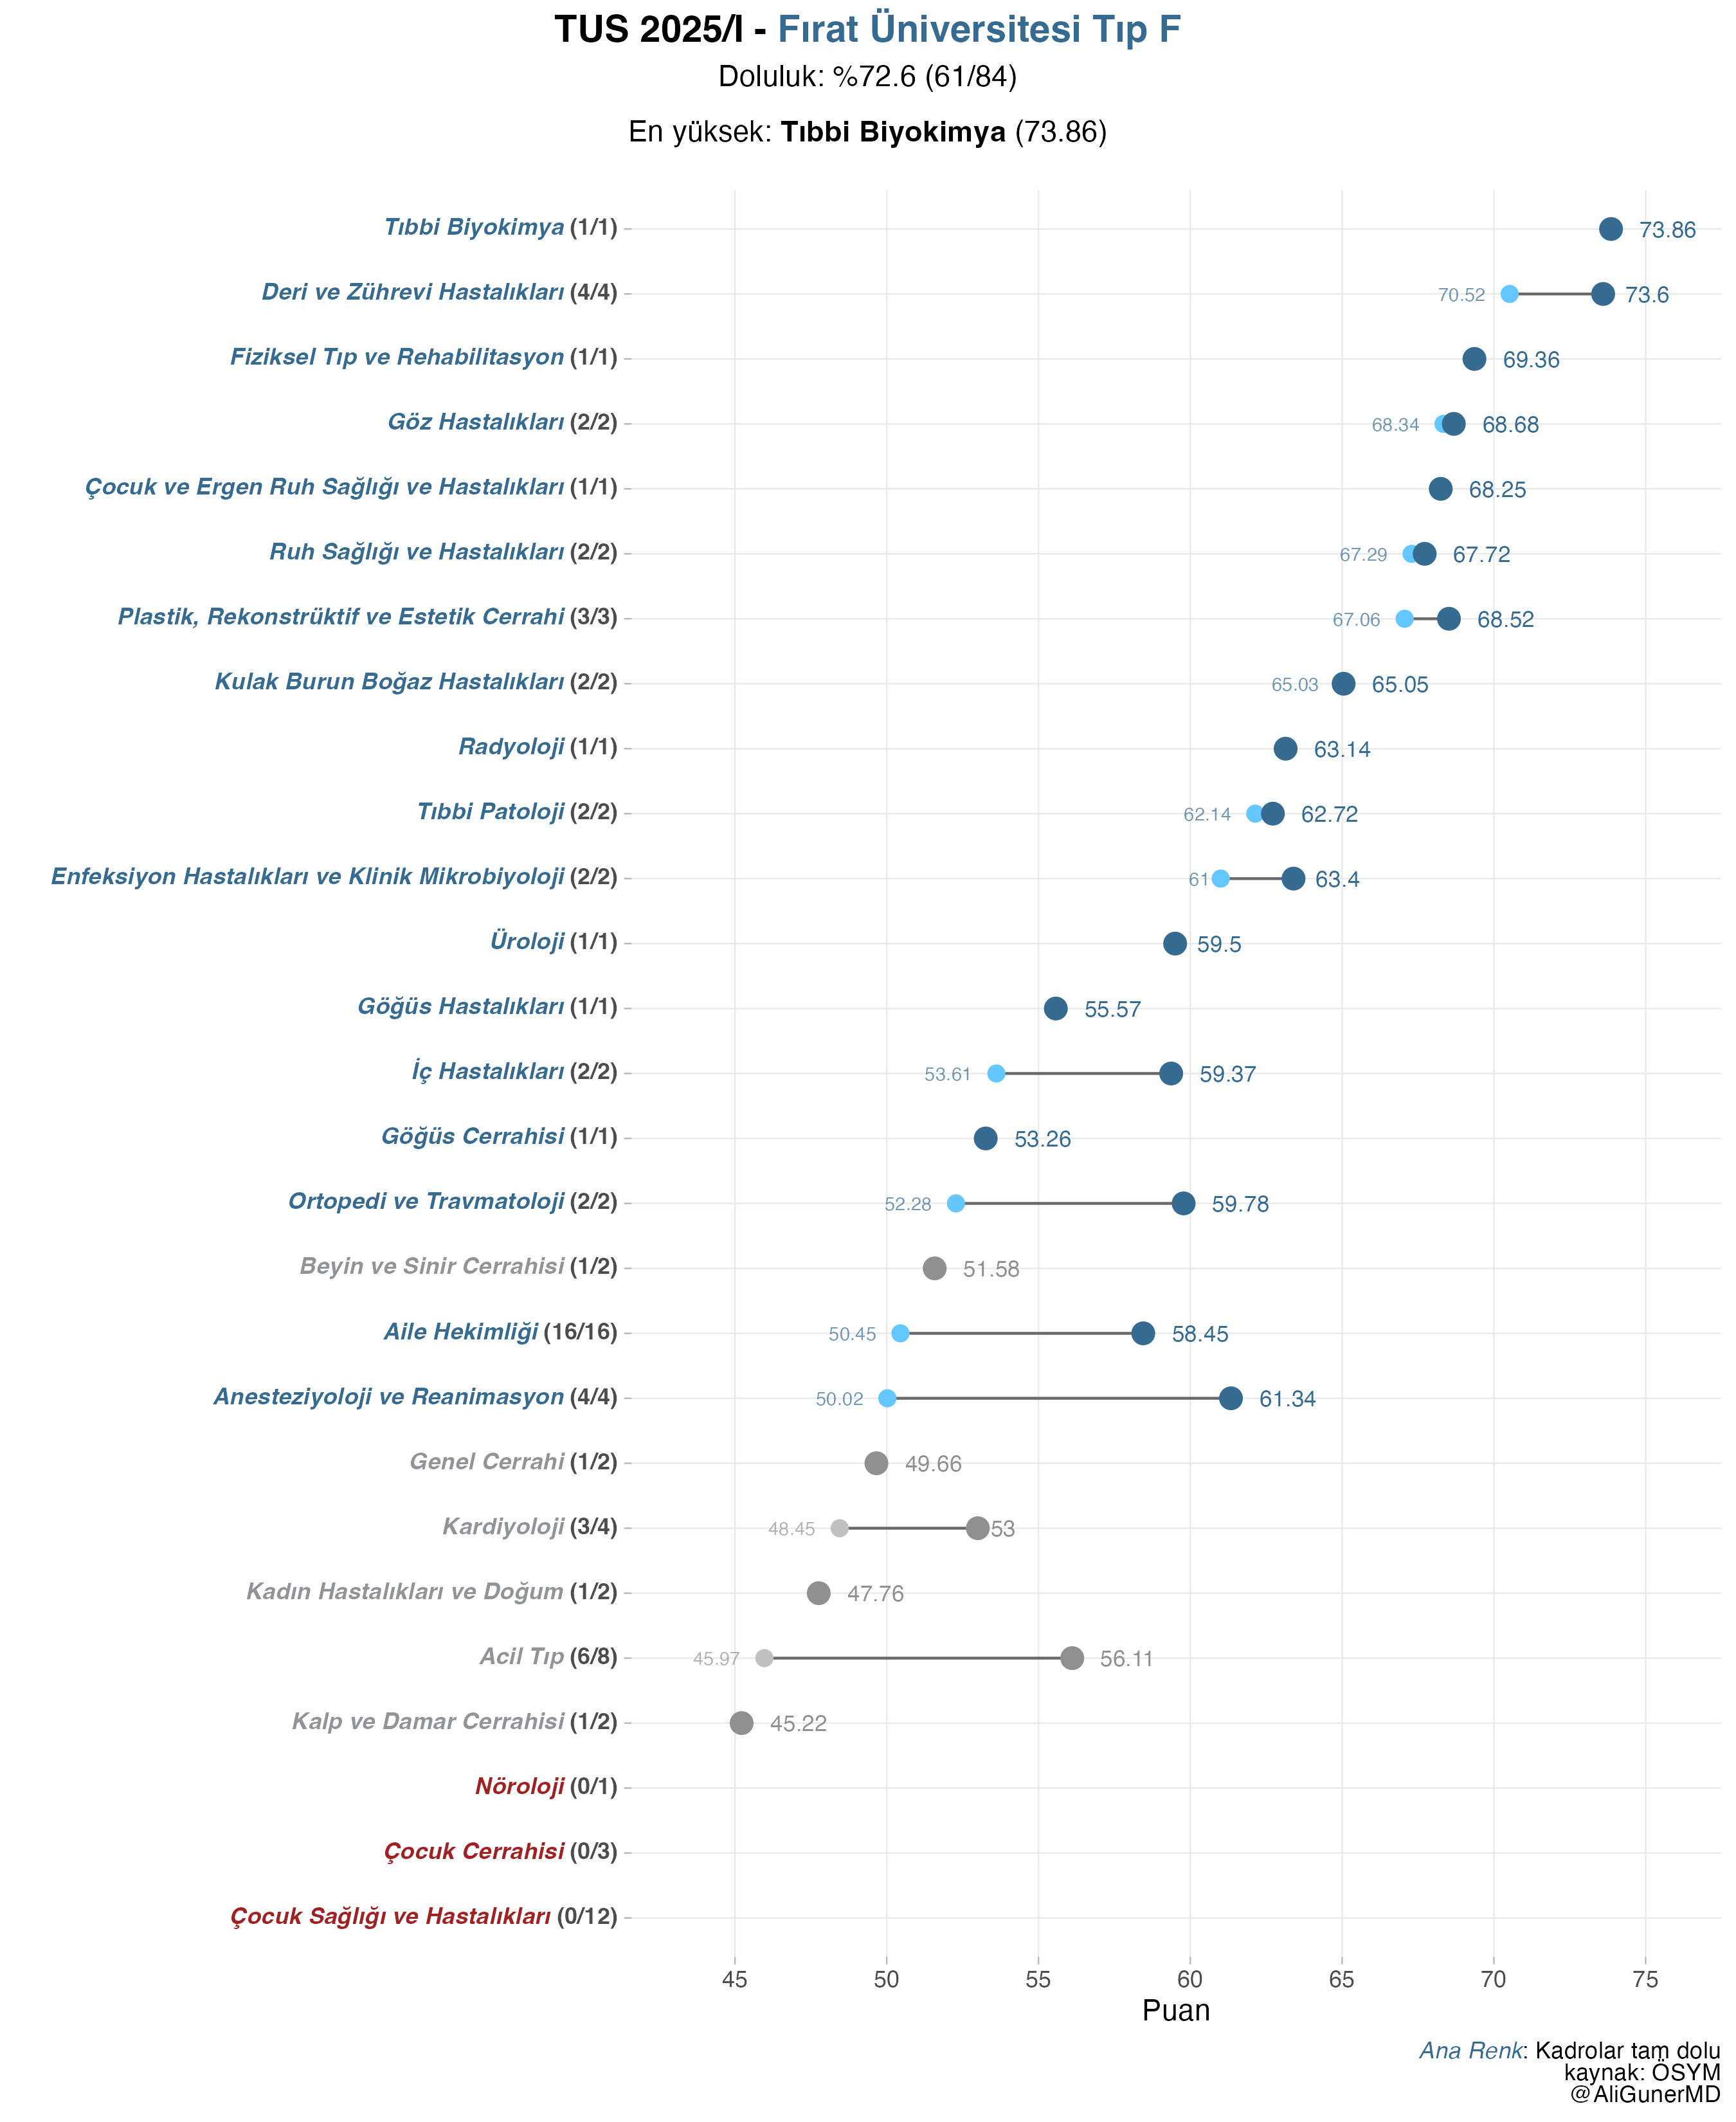 TUS 2025/I - Fırat Üniversitesi Tıp F
Doluluk: %72.6 (61/84)
En yüksek: Tıbbi Biyokimya (73.86)
Tıbbi Biyokimya (1/1) 73.86
Deri ve Zührevi Hastalıkları (4/4) 70.52 73.6
Fiziksel Tıp ve Rehabilitasyon (1/1) 69.36
Göz Hastalıkları (2/2) 68.34 68.68
Çocuk ve Ergen Ruh Sağlığı ve Hastalıkları (1/1) 68.25
Ruh Sağlığı ve Hastalıkları (2/2) 67.29 67.72
Plastik, Rekonstrüktif ve Estetik Cerrahi (3/3) 67.06 68.52
Kulak Burun Boğaz Hastalıkları (2/2) 65.03 65.05
Radyoloji (1/1) 63.14
Tıbbi Patoloji (2/2) 62.14 62.72
Enfeksiyon Hastalıkları ve Klinik Mikrobiyoloji (2/2) 61 63.4
Üroloji (1/1) 59.5
Göğüs Hastalıkları (1/1) 55.57
İç Hastalıkları (2/2) 53.61 59.37
Göğüs Cerrahisi (1/1) 53.26
Ortopedi ve Travmatoloji (2/2) 52.28 59.78
Beyin ve Sinir Cerrahisi (1/2) 51.58
Aile Hekimliği (16/16) 50.45 58.45
Anesteziyoloji ve Reanimasyon (4/4) 50.02 61.34
Genel Cerrahi (1/2) 49.66
Kardiyoloji (3/4) 48.45 53
Kadın Hastalıkları ve Doğum (1/2) 47.76
Acil Tıp (6/8) 45.97 56.11
Kalp ve Damar Cerrahisi (1/2) 45.22
Nöroloji (0/1)
Çocuk Cerrahisi (0/3)
Çocuk Sağlığı ve Hastalıkları (0/12)
45 50 55 60 65 70 75
Puan
Ana Renk: Kadrolar tam dolu
kaynak: ÖSYM
@AliGunerMD